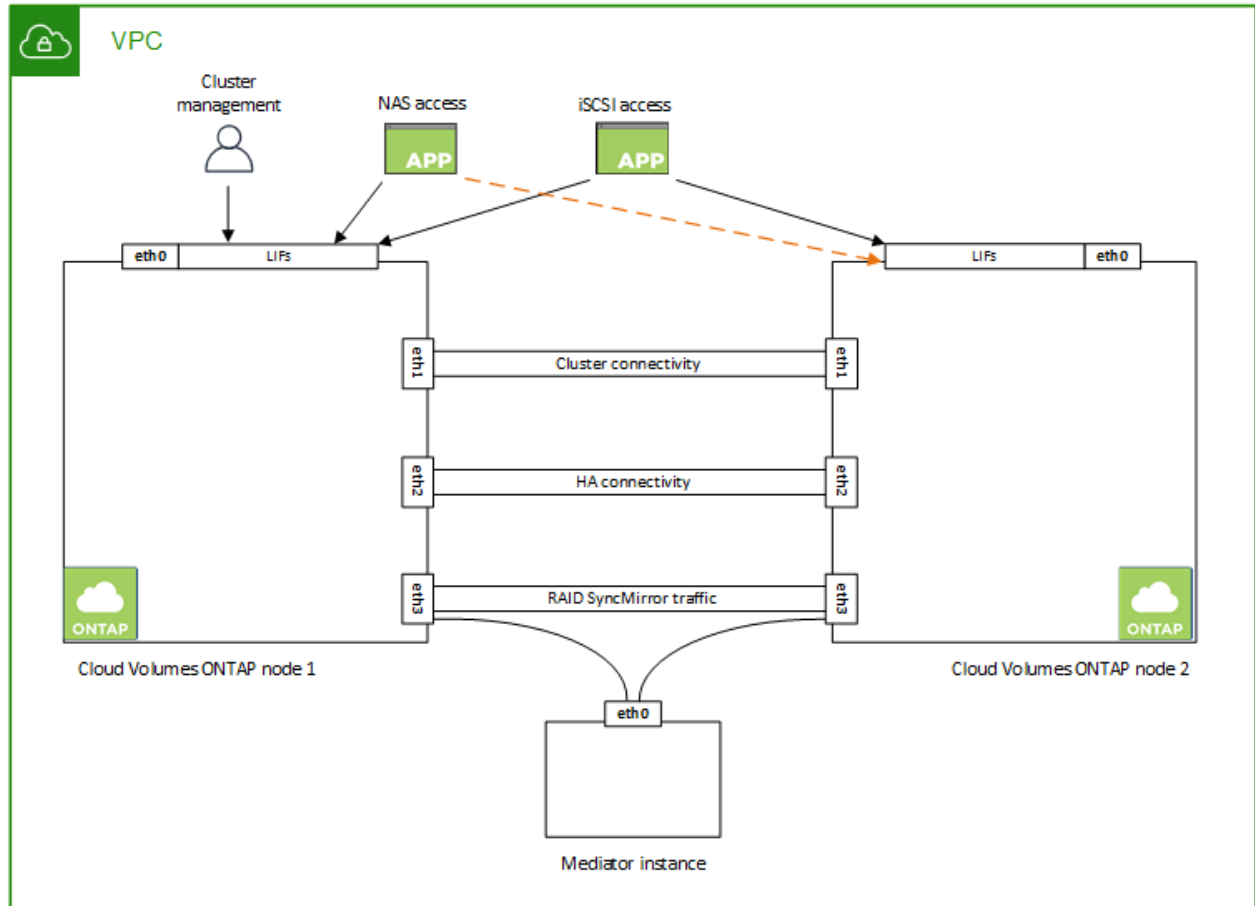 VPC
Cluster
management
NAS access
iSCSI access
APP
APP
eth0
LIFs
LIFs
eth0
eth1
Cluster connectivity
eth1
eth2
HA connectivity
eth2
eth3
RAID SyncMirror traffic
eth3
ONTAP
ONTAP
Cloud Volumes ONTAP node 1
Cloud Volumes ONTAP node 2
eth0
Mediator instance